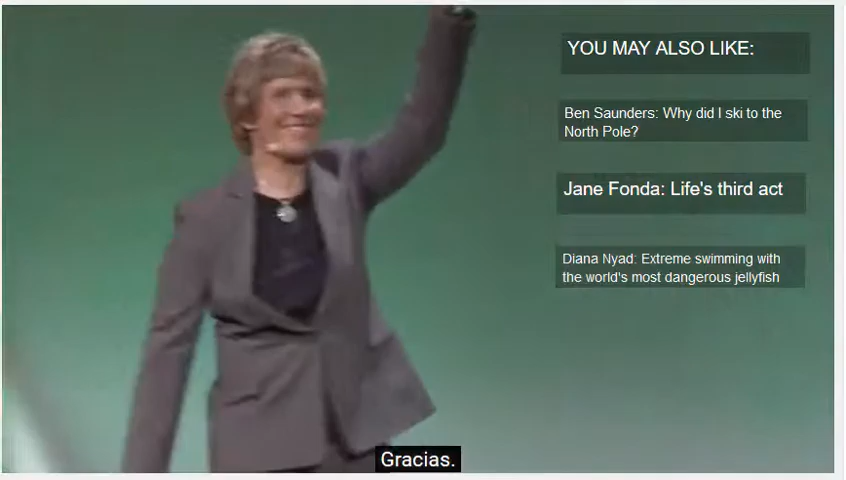 YOU MAY ALSO LIKE:
Ben Saunders: Why did I ski to the
North Pole?
Jane Fonda: Life's third act
Diana Nyad: Extreme swimming with
the world's most dangerous jellyfish
Gracias.